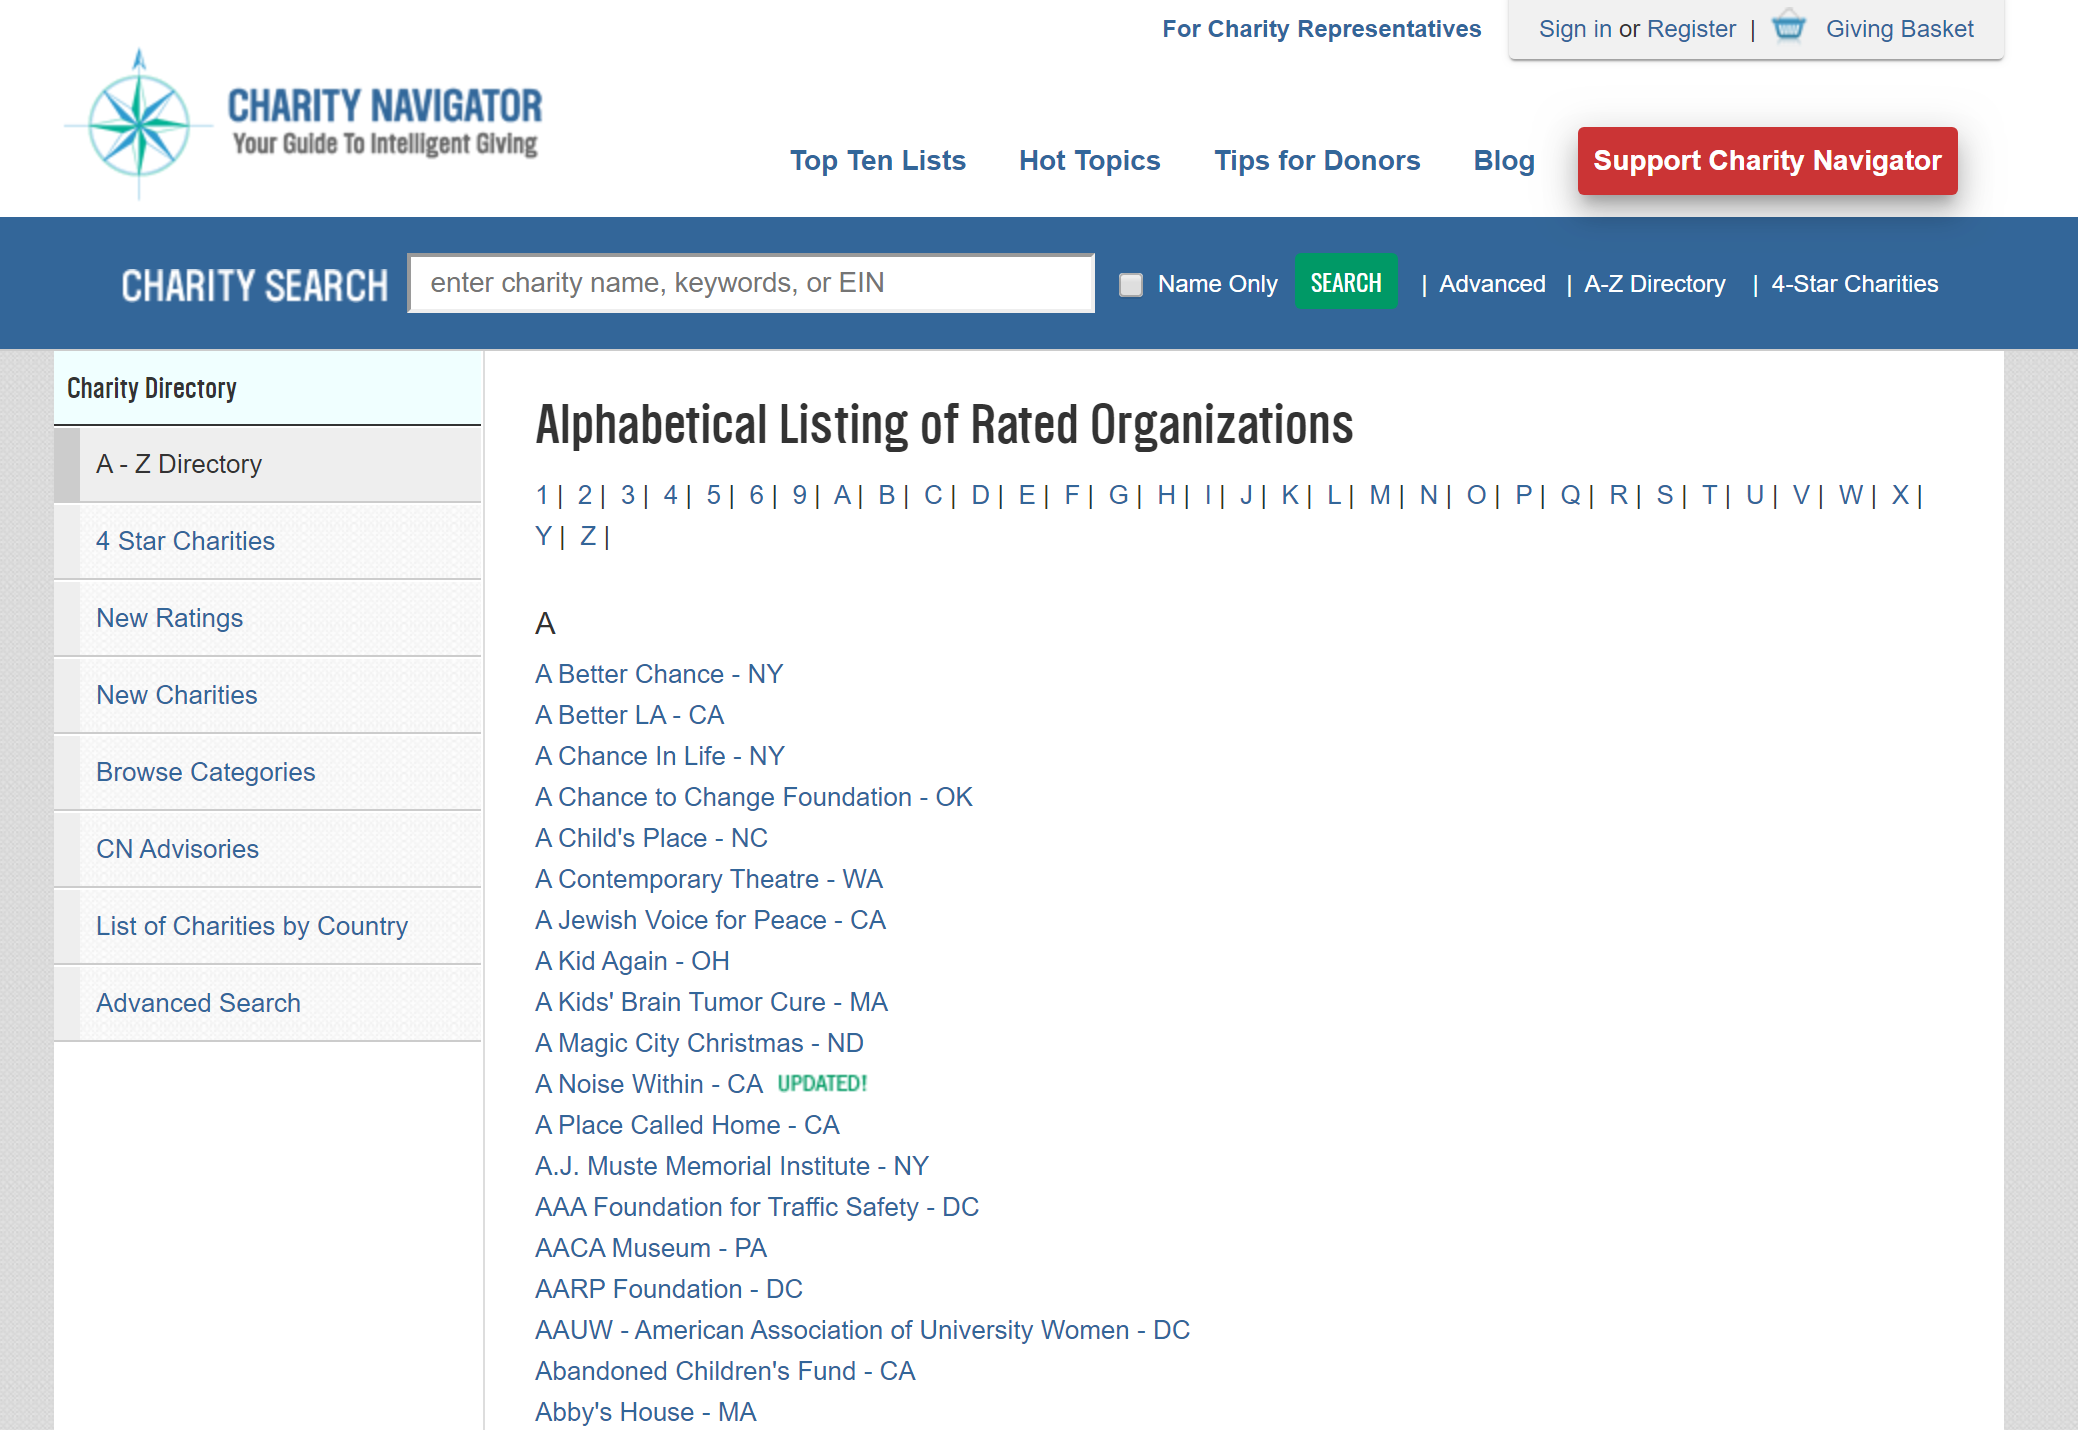 For Charity Representatives
Sign in or Register | Giving Basket
CHARITY NAVIGATOR
Your Guide To Intelligent Giving
Top Ten Lists Hot Topics Tips for Donors Blog Support Charity Navigator
CHARITY SEARCH enter charity name, keywords, or EIN Name Only SEARCH | Advanced | A-Z Directory | 4-Star Charities
Charity Directory
A - Z Directory
4 Star Charities
New Ratings
New Charities
Browse Categories
CN Advisories
List of Charities by Country
Advanced Search
Alphabetical Listing of Rated Organizations
1 | 2 | 3 | 4 | 5 | 6 | 9 | A | B | C | D | E | F | G | H | I | J | K | L | M | N | O | P | Q | R | S | T | U | V | W | X |
Y | Z |
A
A Better Chance - NY
A Better LA - CA
A Chance In Life - NY
A Chance to Change Foundation - OK
A Child's Place - NC
A Contemporary Theatre - WA
A Jewish Voice for Peace - CA
A Kid Again - OH
A Kids' Brain Tumor Cure - MA
A Magic City Christmas - ND
A Noise Within - CA UPDATED!
A Place Called Home - CA
A.J. Muste Memorial Institute - NY
AAA Foundation for Traffic Safety - DC
AACA Museum - PA
AARP Foundation - DC
AAUW - American Association of University Women - DC
Abandoned Children's Fund - CA
Abby's House - MA